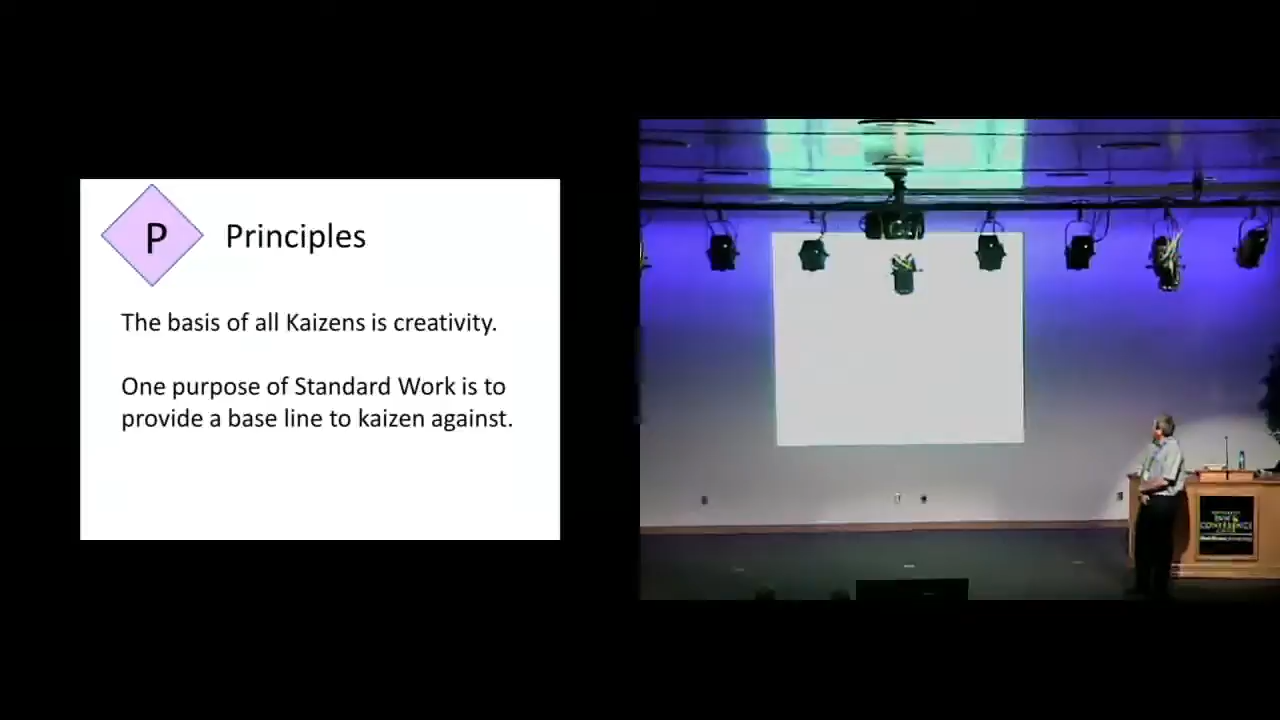 P
Principles
The basis of all Kaizens is creativity.
One purpose of Standard Work is to
provide a base line to kaizen against.
CONFERENCE